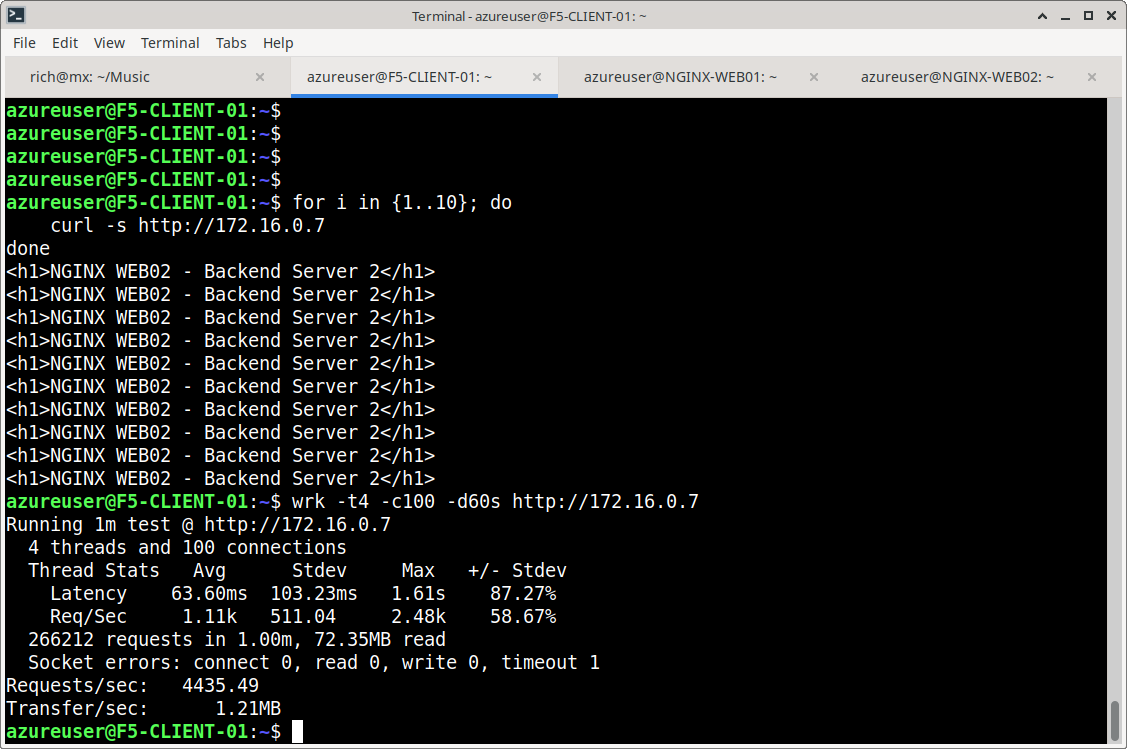 Terminal - azureuser@F5-CLIENT-01: ~
File Edit View Terminal Tabs Help
rich@mx: ~/Music azureuser@F5-CLIENT-01: ~ azureuser@NGINX-WEB01: ~ azureuser@NGINX-WEB02: ~
azureuser@F5-CLIENT-01:~$
azureuser@F5-CLIENT-01:~$
azureuser@F5-CLIENT-01:~$
azureuser@F5-CLIENT-01:~$
azureuser@F5-CLIENT-01:~$ for i in {1..10}; do
    curl -s http://172.16.0.7
done
<h1>NGINX WEB02 - Backend Server 2</h1>
<h1>NGINX WEB02 - Backend Server 2</h1>
<h1>NGINX WEB02 - Backend Server 2</h1>
<h1>NGINX WEB02 - Backend Server 2</h1>
<h1>NGINX WEB02 - Backend Server 2</h1>
<h1>NGINX WEB02 - Backend Server 2</h1>
<h1>NGINX WEB02 - Backend Server 2</h1>
<h1>NGINX WEB02 - Backend Server 2</h1>
<h1>NGINX WEB02 - Backend Server 2</h1>
<h1>NGINX WEB02 - Backend Server 2</h1>
azureuser@F5-CLIENT-01:~$ wrk -t4 -c100 -d60s http://172.16.0.7
Running 1m test @ http://172.16.0.7
  4 threads and 100 connections
  Thread Stats   Avg      Stdev     Max   +/- Stdev
    Latency    63.60ms  103.23ms   1.61s    87.27%
    Req/Sec     1.11k   511.04     2.48k    58.67%
  266212 requests in 1.00m, 72.35MB read
  Socket errors: connect 0, read 0, write 0, timeout 1
Requests/sec:   4435.49
Transfer/sec:      1.21MB
azureuser@F5-CLIENT-01:~$